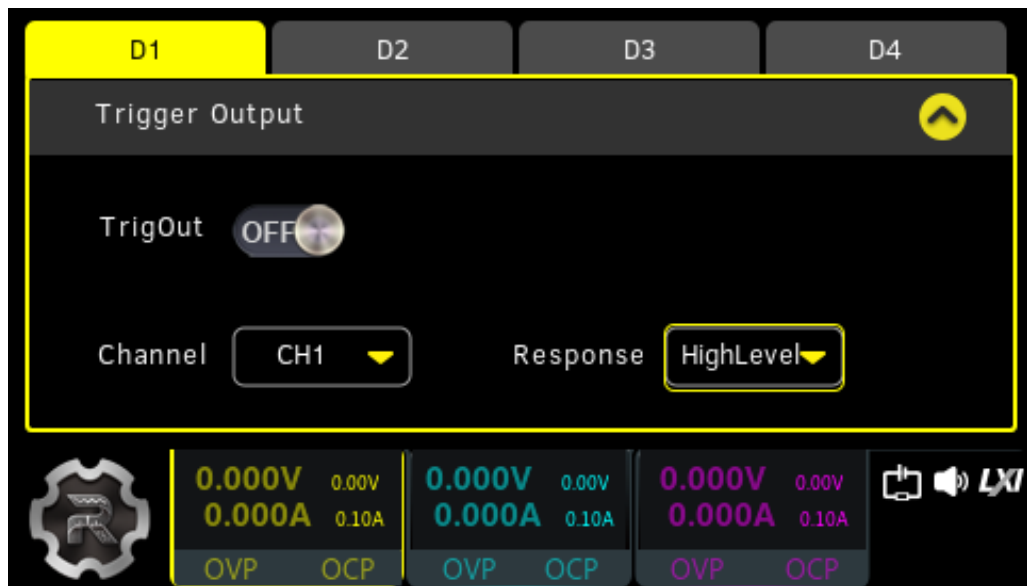 D1 D2 D3 D4
Trigger Output
TrigOut OFF
Channel CH1 Response HighLevel
0.000V 0.00V 0.000V 0.00V 0.000V 0.00V LXI
0.000A 0.10A 0.000A 0.10A 0.000A 0.10A
OVP OCP OVP OCP OVP OCP
R